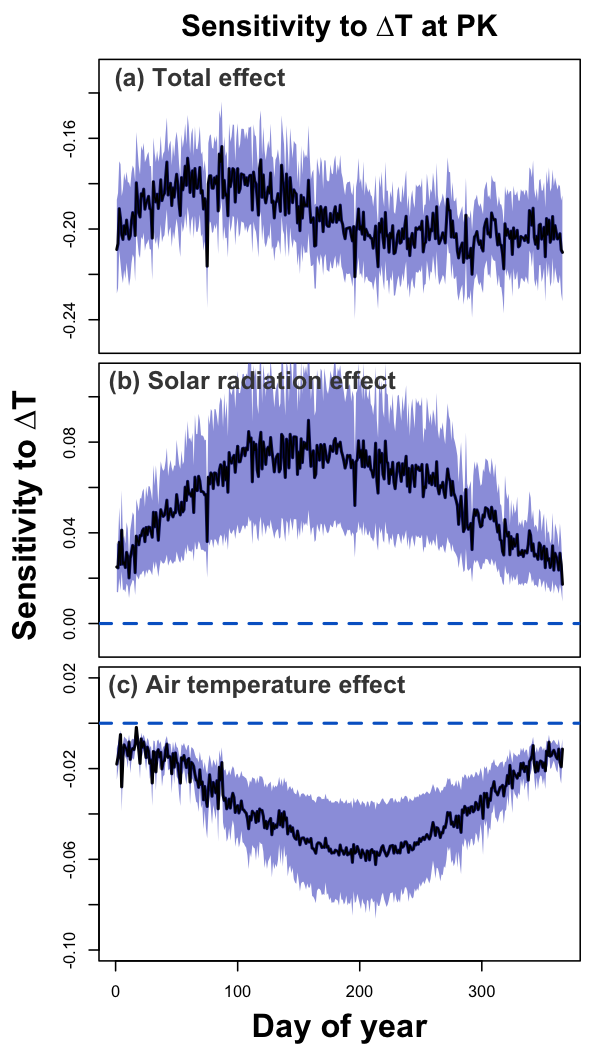 Sensitivity to ΔT at PK
(a) Total effect
-0.16
-0.20
-0.24
(b) Solar radiation effect
0.08
0.04
0.00
Sensitivity to ΔT
(c) Air temperature effect
0.02
-0.02
-0.06
-0.10
0 100 200 300
Day of year